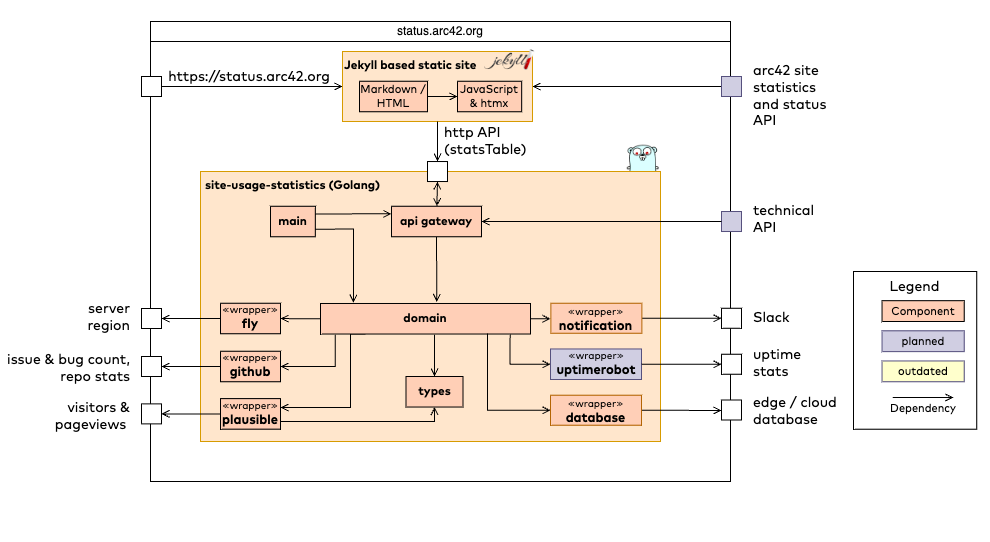 status.arc42.org
Jekyll based static site
jekyll
https://status.arc42.org
Markdown /
HTML
JavaScript
& htmx
arc42 site
statistics
and status
API
http API
(statsTable)
site-usage-statistics (Golang)
main
api gateway
technical
API
server
region
«wrapper»
fly
domain
«wrapper»
notification
Slack
issue & bug count,
repo stats
«wrapper»
github
types
«wrapper»
uptimerobot
uptime
stats
visitors &
pageviews
«wrapper»
plausible
«wrapper»
database
edge / cloud
database
Legend
Component
planned
outdated
Dependency